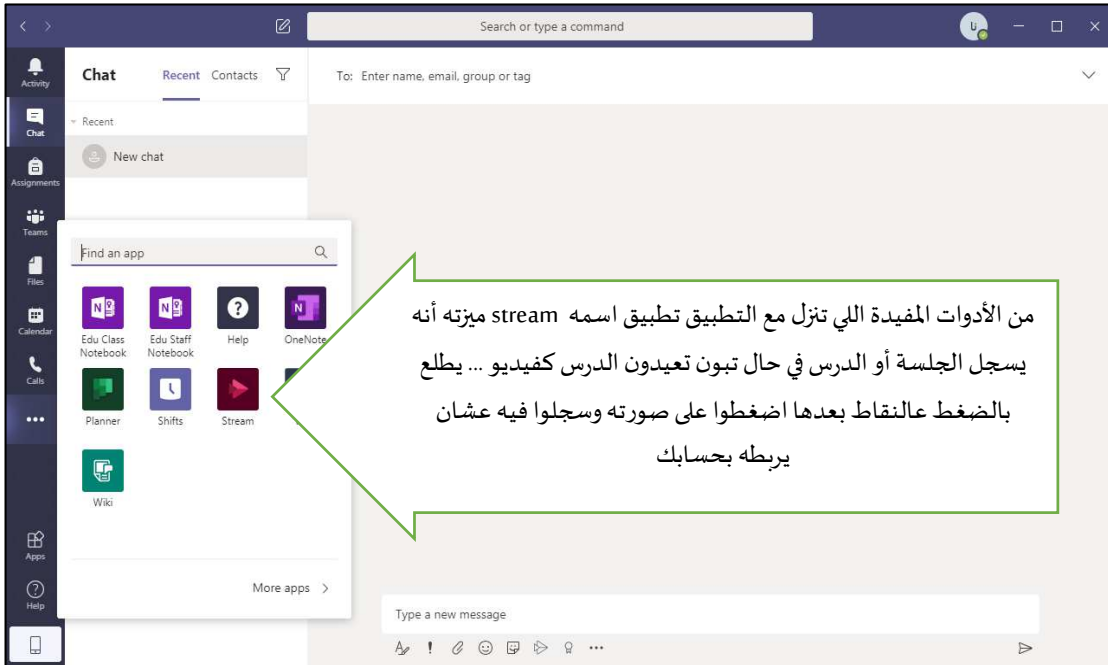 Search or type a command
Activity
Chat
Assignments
Teams
Files
Calendar
Calls
Apps
Help
Chat
Recent Contacts
Recent
New chat
To: Enter name, email, group or tag
Find an app
Edu Class Notebook
Edu Staff Notebook
Help
OneNote
Planner
Shifts
Stream
Wiki
More apps
من الأدوات المفيدة اللي تنزل مع التطبيق تطبيق اسمه stream ميزته أنه
يسجل الجلسة أو الدرس في حال تبون تعيدون الدرس كفيديو ... يطلع
بالضغط عالنقاط بعدها اضغطوا على صورته وسجلوا فيه عشان
يربطه بحسابك
Type a new message